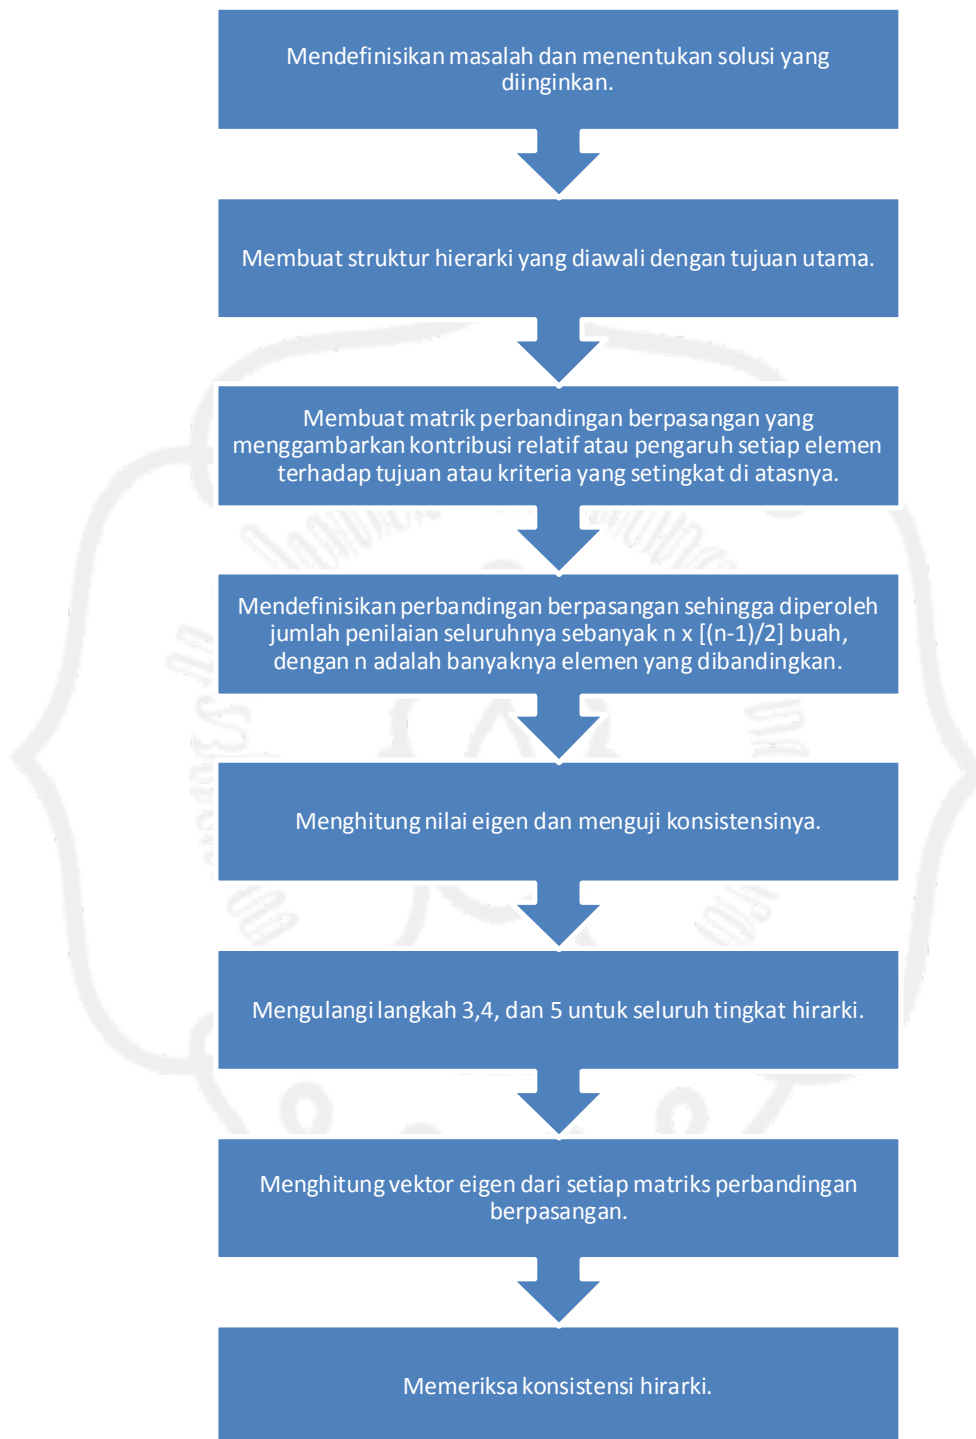 Mendefinisikan masalah dan menentukan solusi yang
diinginkan.
Membuat struktur hierarki yang diawali dengan tujuan utama.
Membuat matrik perbandingan berpasangan yang
menggambarkan kontribusi relatif atau pengaruh setiap elemen
terhadap tujuan atau kriteria yang setingkat di atasnya.
Mendefinisikan perbandingan berpasangan sehingga diperoleh
jumlah penilaian seluruhnya sebanyak n x [(n-1)/2] buah,
dengan n adalah banyaknya elemen yang dibandingkan.
Menghitung nilai eigen dan menguji konsistensinya.
Mengulangi langkah 3,4, dan 5 untuk seluruh tingkat hirarki.
Menghitung vektor eigen dari setiap matriks perbandingan
berpasangan.
Memeriksa konsistensi hirarki.